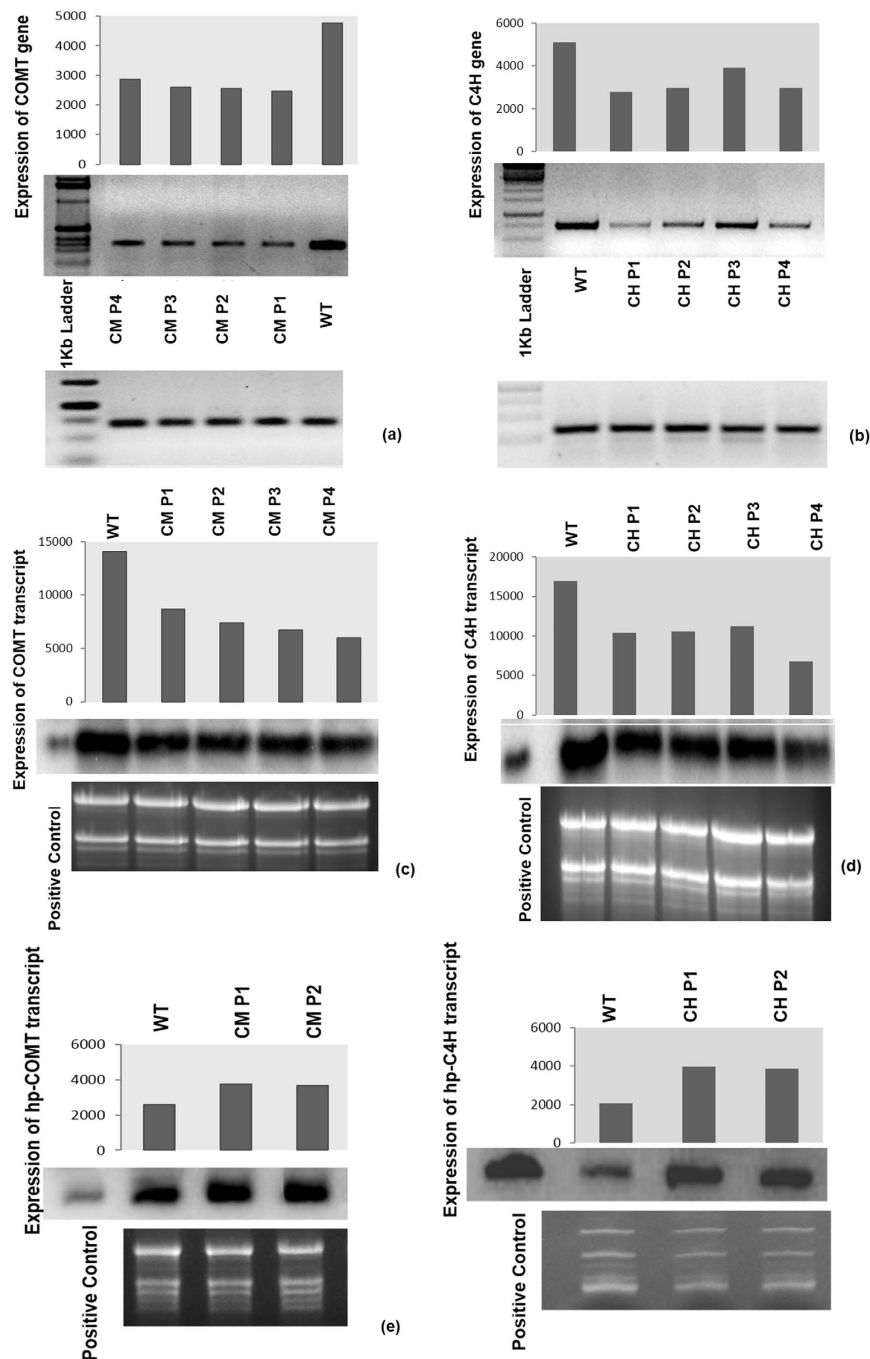 Expression of COMT gene
5000
4000
3000
2000
1000
0
1Kb Ladder
CM P4
CM P3
CM P2
CM P1
WT
(a)
Expression of C4H gene
6000
4000
2000
0
1Kb Ladder
WT
CH P1
CH P2
CH P3
CH P4
(b)
WT
CM P1
CM P2
CM P3
CM P4
Expression of COMT transcript
15000
10000
5000
0
Positive Control
(c)
WT
CH P1
CH P2
CH P3
CH P4
Expression of C4H transcript
20000
15000
10000
5000
0
Positive Control
(d)
Expression of hp-COMT transcript
WT
CM P1
CM P2
6000
4000
2000
0
Positive Control
(e)
Expression of hp-C4H transcript
WT
CH P1
CH P2
6000
4000
2000
0
Positive Control